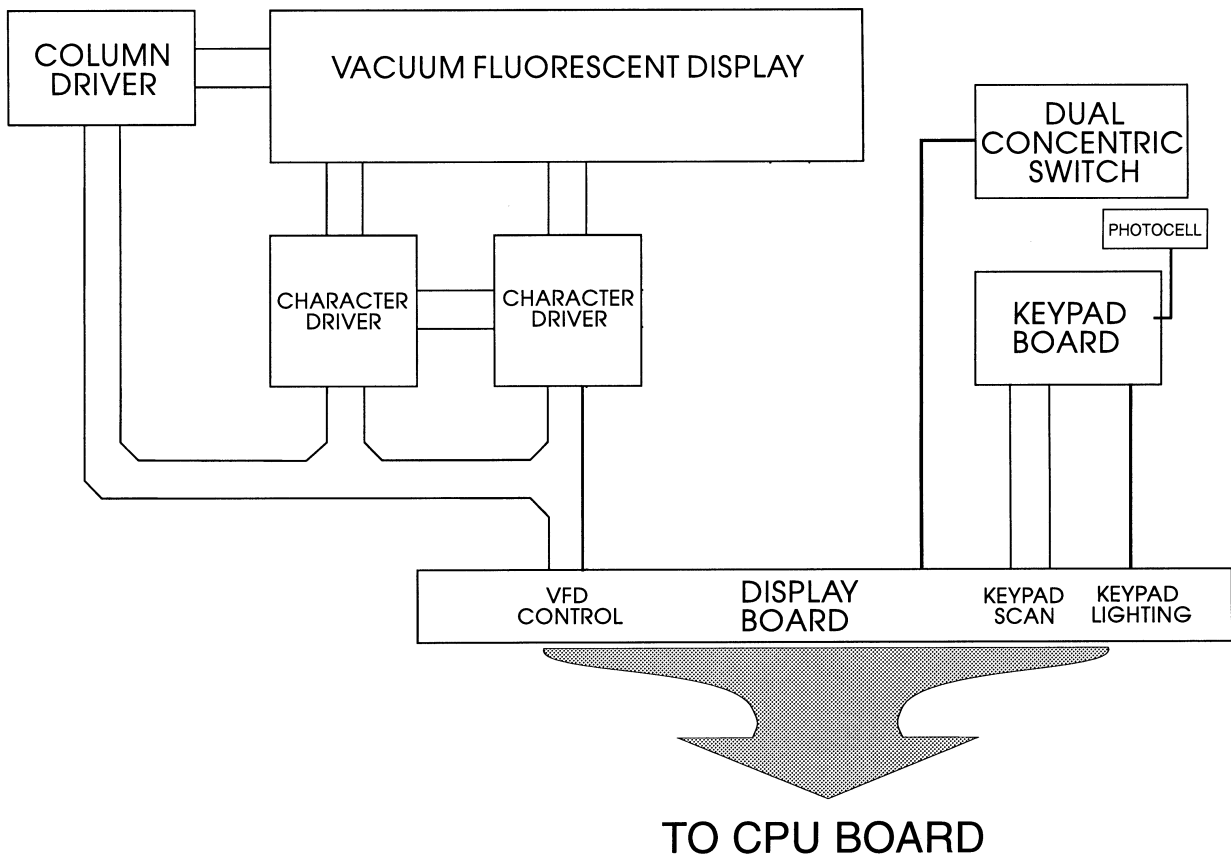 COLUMN
DRIVER
VACUUM FLUORESCENT DISPLAY
DUAL
CONCENTRIC
SWITCH
PHOTOCELL
CHARACTER
DRIVER
CHARACTER
DRIVER
KEYPAD
BOARD
VFD
CONTROL
DISPLAY
BOARD
KEYPAD
SCAN
KEYPAD
LIGHTING
TO CPU BOARD